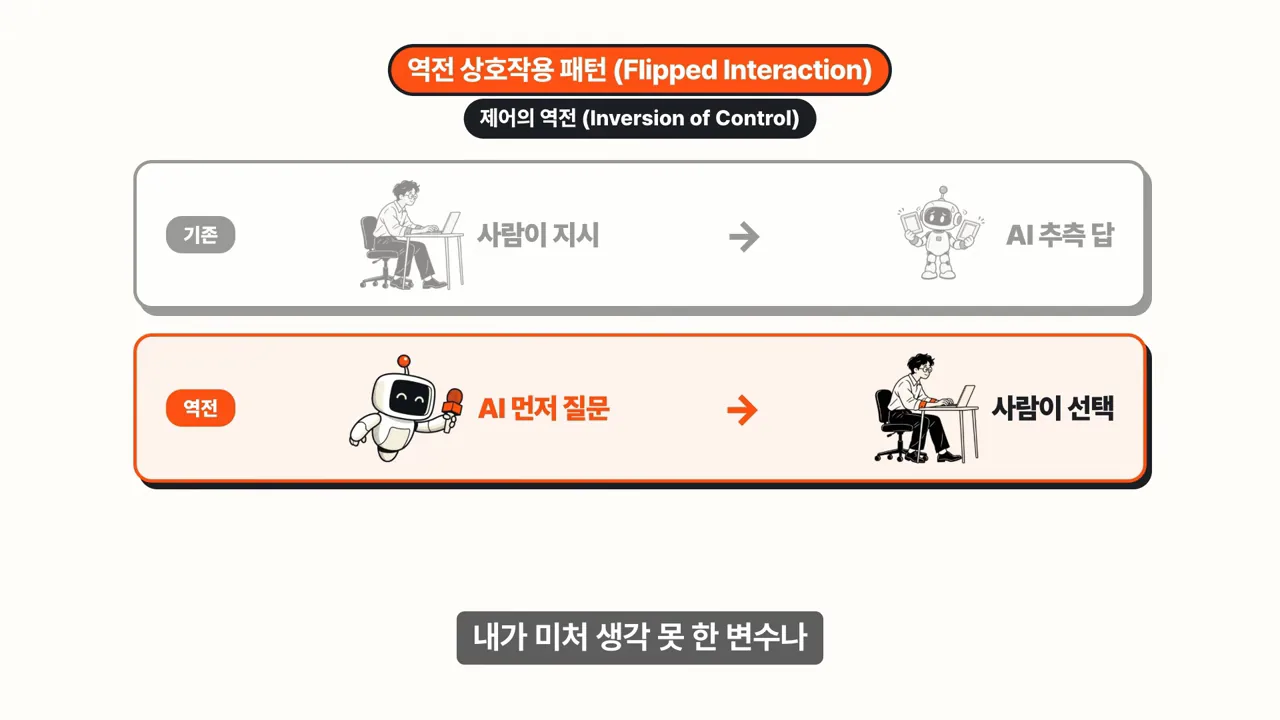 역전 상호작용 패턴 (Flipped Interaction)
제어의 역전 (Inversion of Control)
기존
사람이 지시
→
AI 추측 답
역전
AI 먼저 질문
→
사람이 선택
내가 미처 생각 못 한 변수나